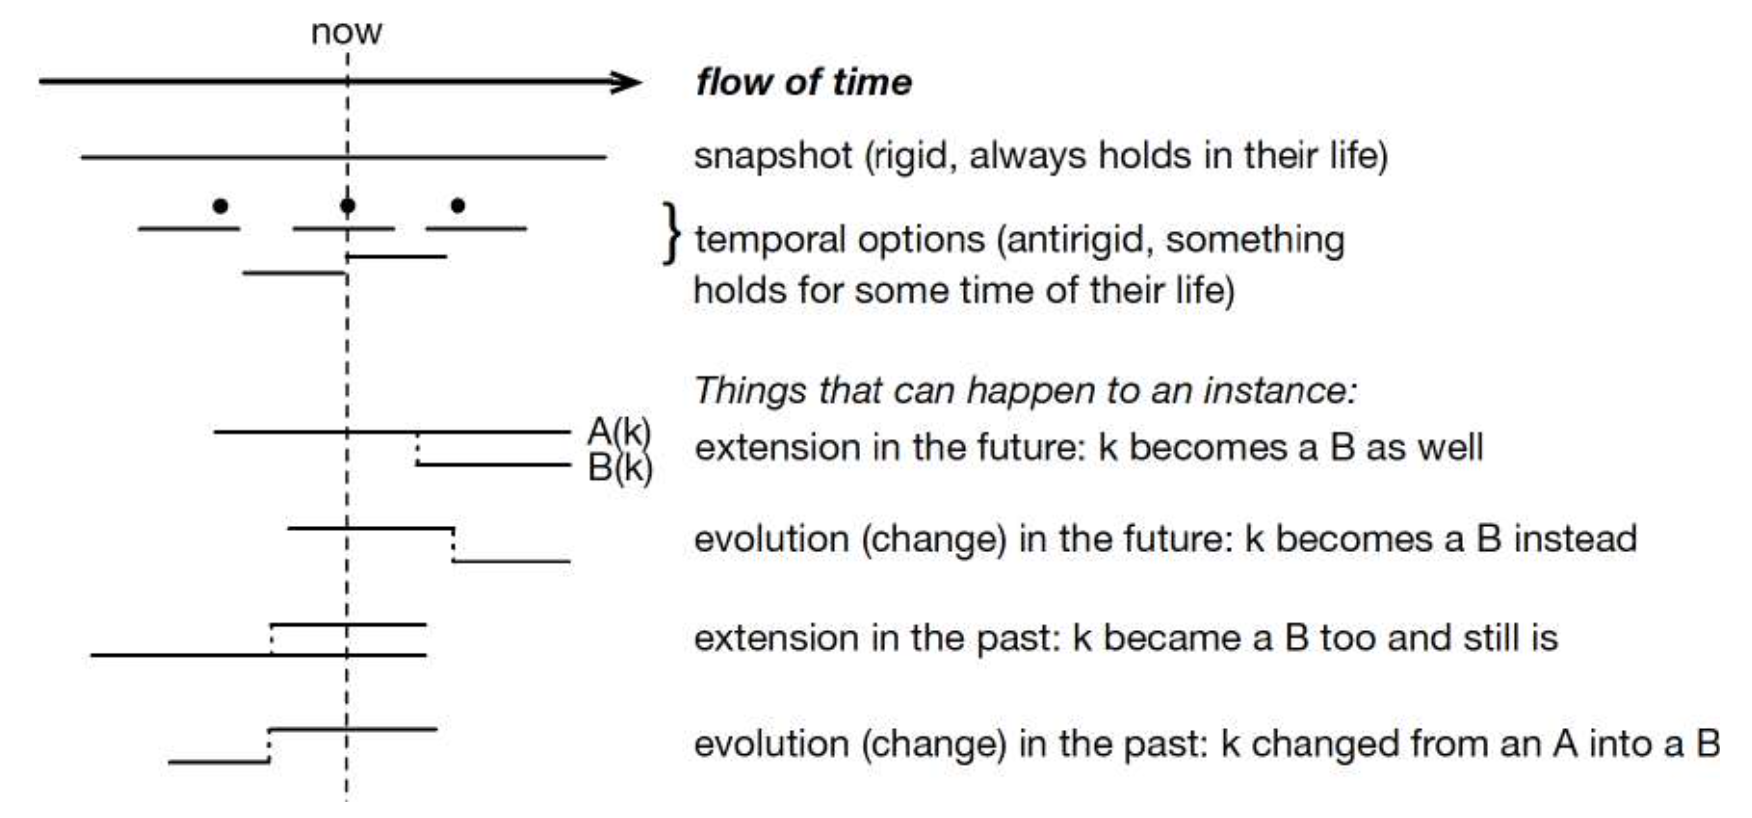 now
flow of time
snapshot (rigid, always holds in their life)
} temporal options (antirigid, something
holds for some time of their life)
Things that can happen to an instance:
A(k)
extension in the future: k becomes a B as well
B(k)
evolution (change) in the future: k becomes a B instead
extension in the past: k became a B too and still is
evolution (change) in the past: k changed from an A into a B